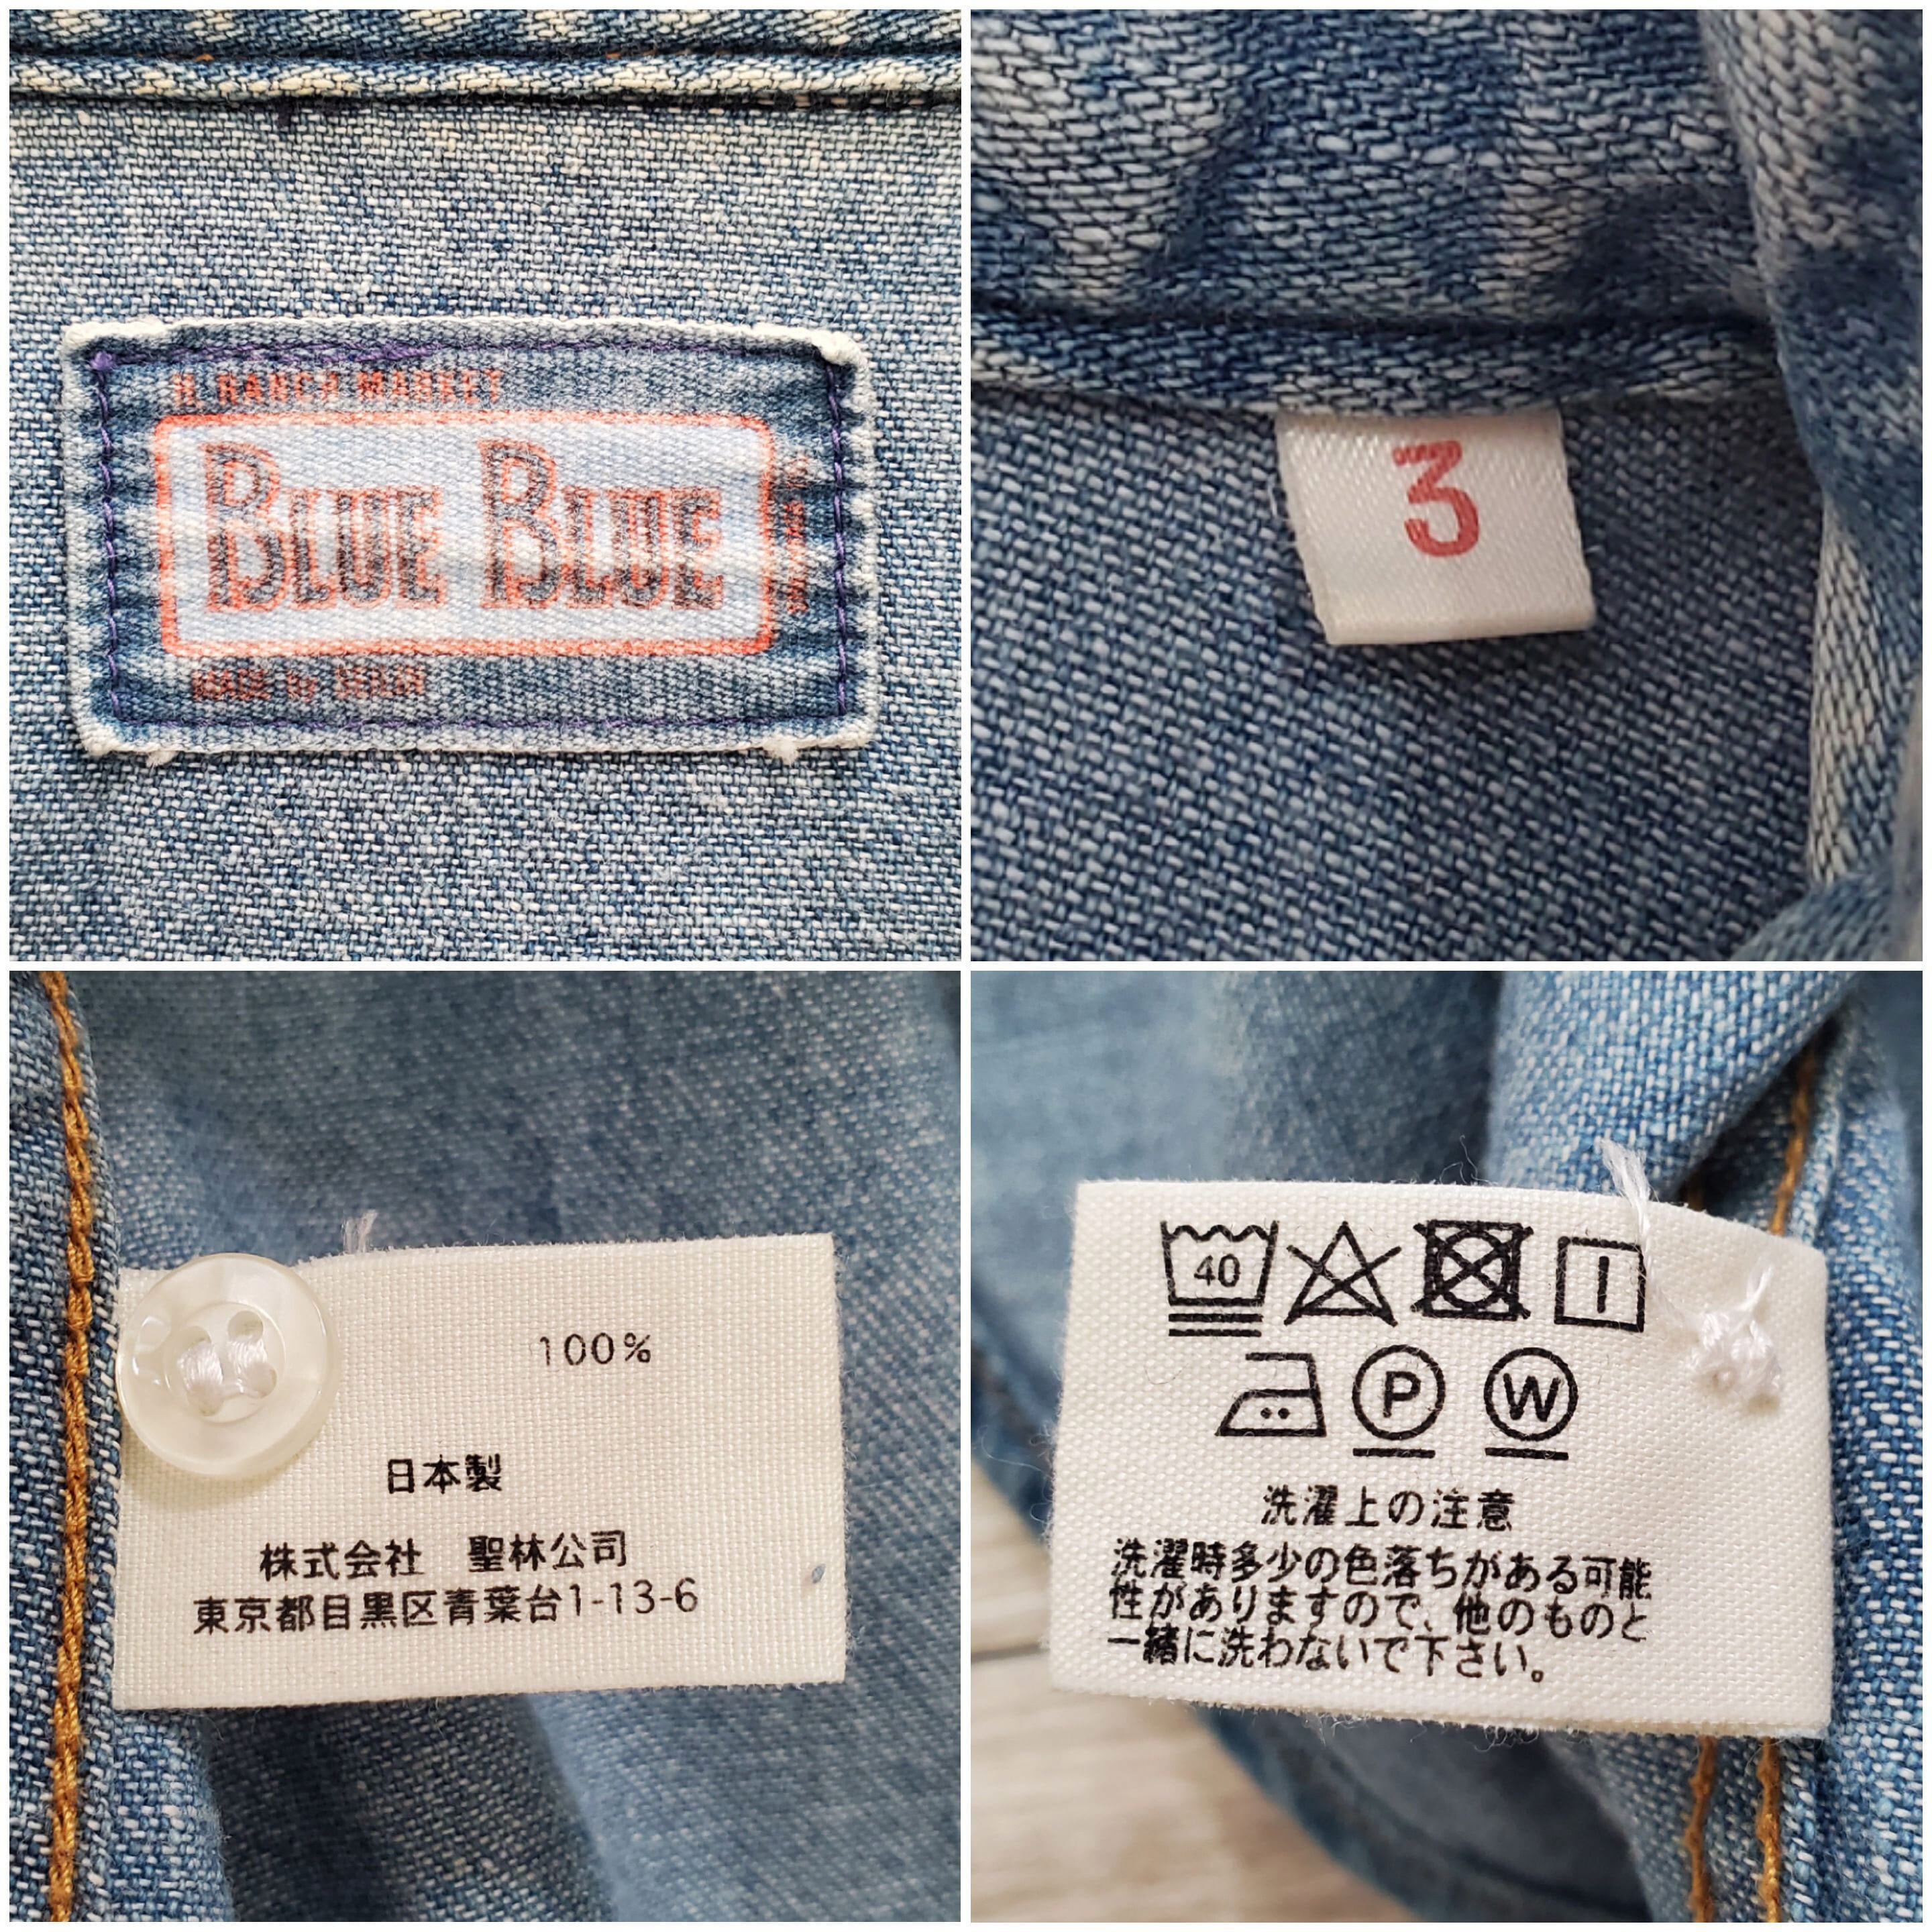 H. RANCH MARKET
BLUE BLUE
MADE by SEILIN
3
100%
日本製
株式会社 聖林公司
東京都目黒区青葉台1-13-6
40
P W
洗濯上の注意
洗濯時多少の色落ちがある可能
性がありますので、他のものと
一緒に洗わないで下さい。